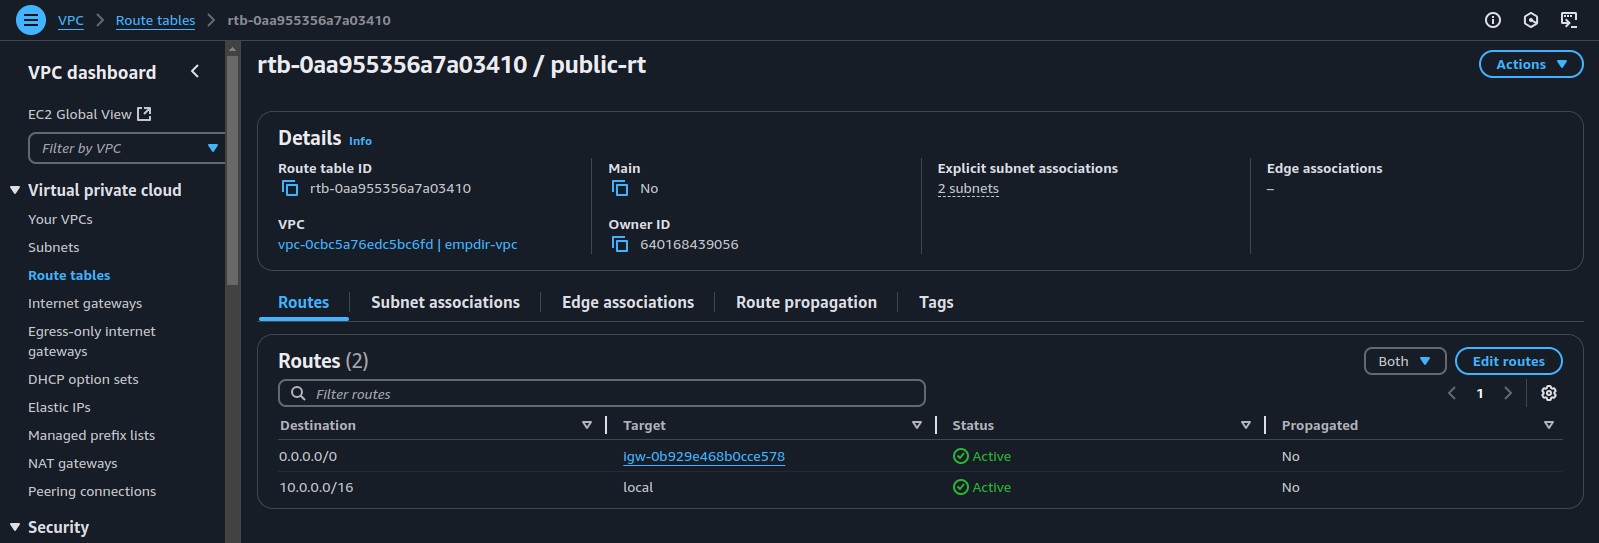 VPC > Route tables > rtb-0aa955356a7a03410
VPC dashboard
EC2 Global View
Filter by VPC
Virtual private cloud
Your VPCs
Subnets
Route tables
Internet gateways
Egress-only internet
gateways
DHCP option sets
Elastic IPs
Managed prefix lists
NAT gateways
Peering connections
Security
rtb-0aa955356a7a03410 / public-rt
Actions
Details Info
Route table ID
rtb-0aa955356a7a03410
Main
No
Explicit subnet associations
2 subnets
Edge associations
–
VPC
vpc-0cbc5a76edc5bc6fd | empdir-vpc
Owner ID
640168439056
Routes Subnet associations Edge associations Route propagation Tags
Routes (2)
Both
Edit routes
Filter routes
1
Destination Target Status Propagated
0.0.0.0/0 igw-0b929e468b0cce578 Active No
10.0.0.0/16 local Active No